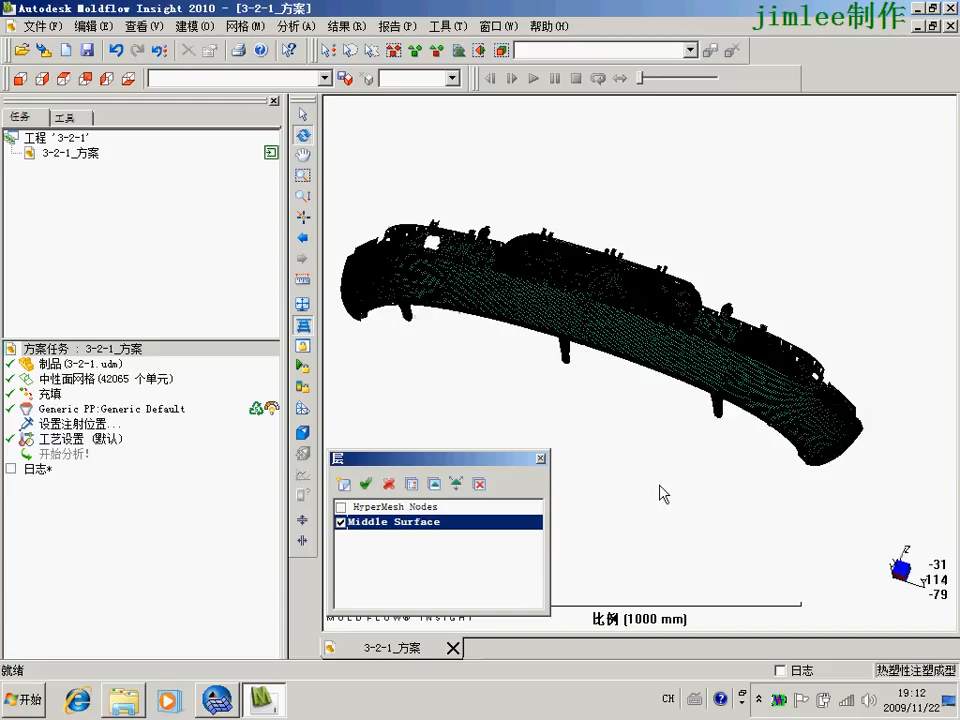 Autodesk Moldflow Insight 2010 - [3-2-1_方案]
jimlee制作
文件(F) 编辑(E) 查看(V) 建模(O) 网格(M) 分析(A) 结果(R) 报告(P) 工具(T) 窗口(W) 帮助(H)
任务 工具
工程 '3-2-1'
3-2-1_方案
方案任务 : 3-2-1_方案
制品(3-2-1.udm)
中性面网格(42065 个单元)
充填
Generic PP:Generic Default
设置注射位置...
工艺设置 (默认)
开始分析!
日志*
层
HyperMesh Nodes
Middle Surface
MOLDFLOW® INSIGHT
比例 (1000 mm)
Z
Y
-31
-114
-79
3-2-1_方案
就绪
日志
热塑性注塑成型
开始
CH
19:12
2009/11/22